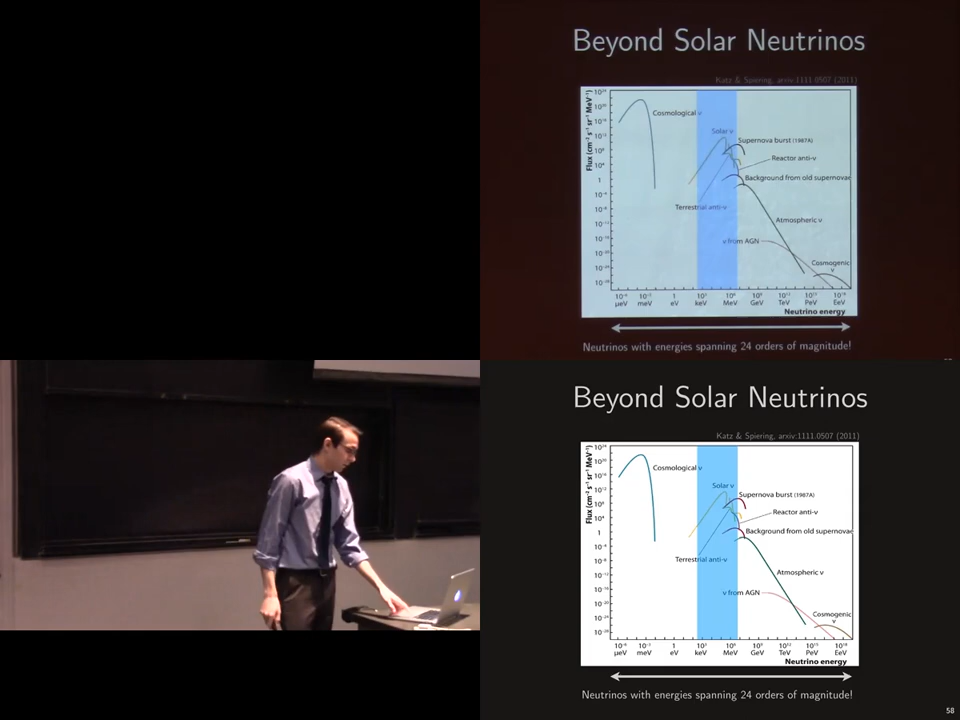 Beyond Solar Neutrinos
Katz & Spiering, arxiv:1111.0507 (2011)
Flux (cm⁻² s⁻¹ sr⁻¹ MeV⁻¹)
Cosmological ν
Solar ν
Supernova burst (1987A)
Reactor anti-ν
Background from old supernovae
Terrestrial anti-ν
Atmospheric ν
ν from AGN
Cosmogenic
ν
μeV meV eV keV MeV GeV TeV PeV EeV
Neutrino energy
Neutrinos with energies spanning 24 orders of magnitude!
Beyond Solar Neutrinos
Katz & Spiering, arxiv:1111.0507 (2011)
Flux (cm⁻² s⁻¹ sr⁻¹ MeV⁻¹)
Cosmological ν
Solar ν
Supernova burst (1987A)
Reactor anti-ν
Background from old supernovae
Terrestrial anti-ν
Atmospheric ν
ν from AGN
Cosmogenic
ν
μeV meV eV keV MeV GeV TeV PeV EeV
Neutrino energy
Neutrinos with energies spanning 24 orders of magnitude!
58